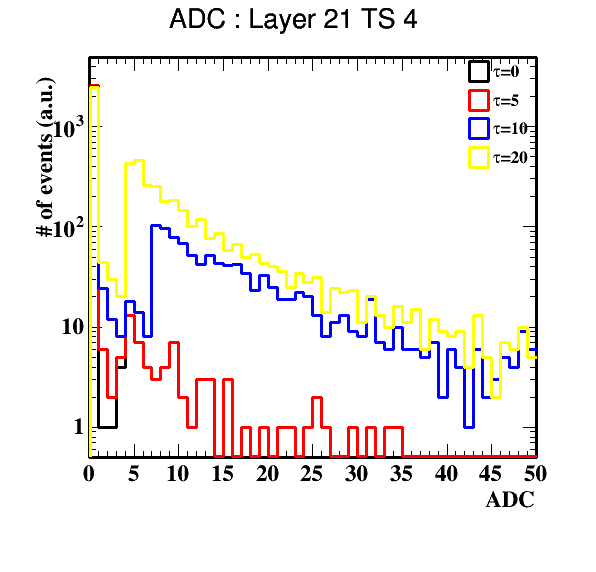 ADC : Layer 21 TS 4
# of events (a.u.)
10³
10²
10
1
τ=0
τ=5
τ=10
τ=20
0 5 10 15 20 25 30 35 40 45 50
ADC